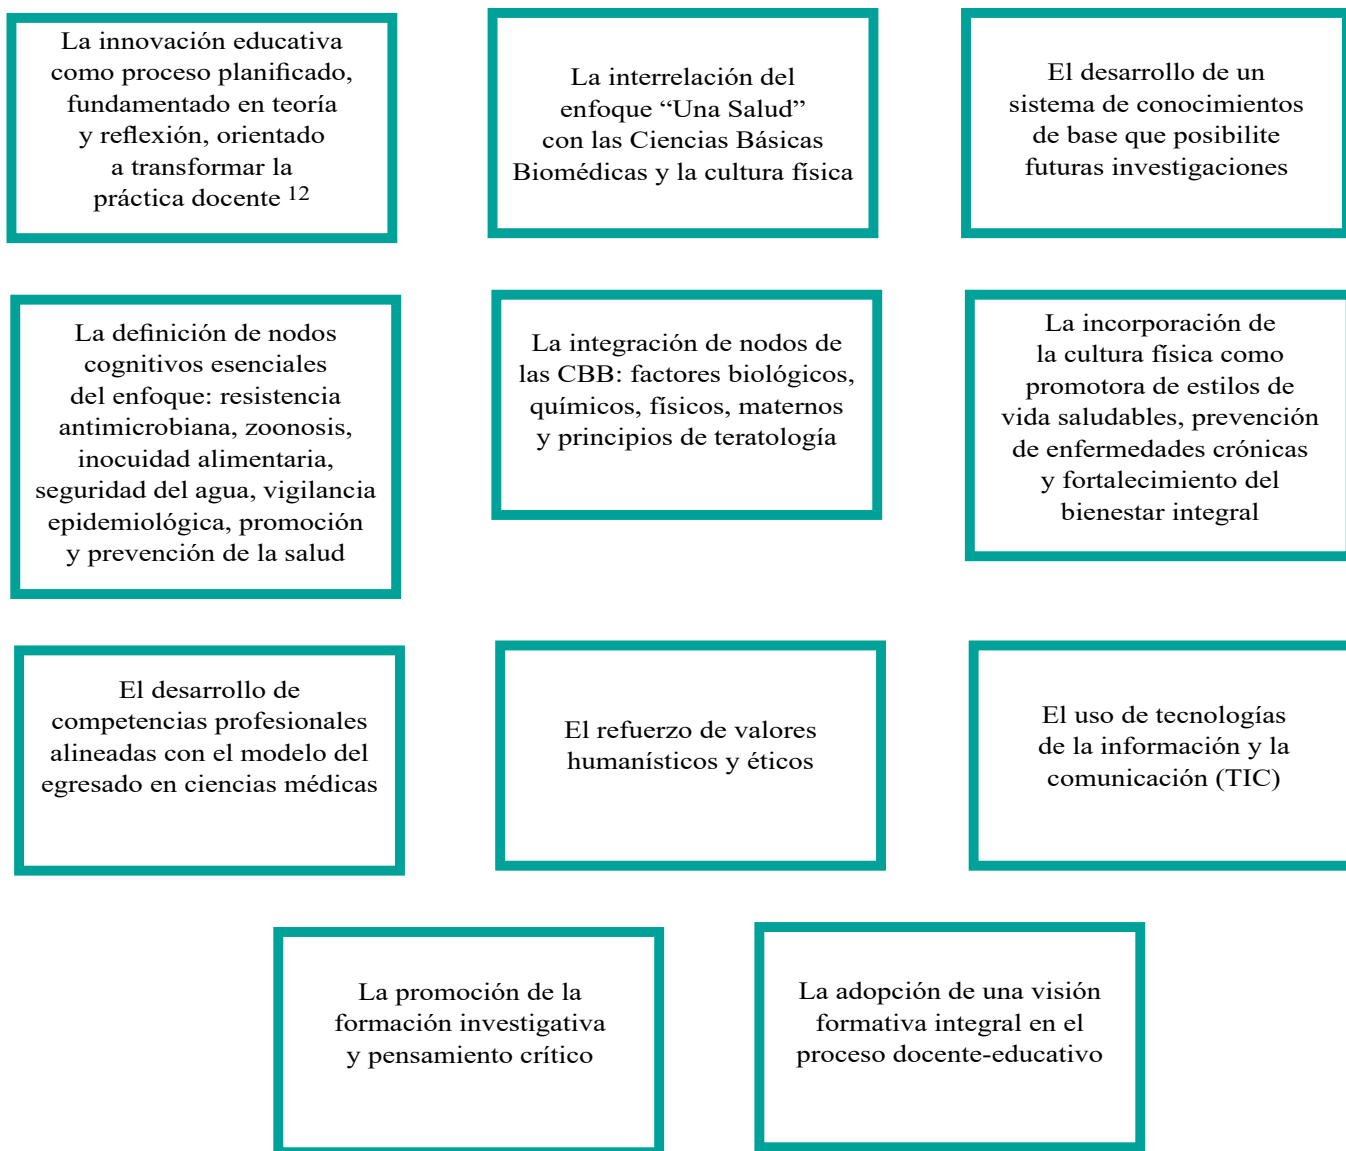 La innovación educativa
como proceso planificado,
fundamentado en teoría
y reflexión, orientado
a transformar la
práctica docente 12
La interrelación del
enfoque “Una Salud”
con las Ciencias Básicas
Biomédicas y la cultura física
El desarrollo de un
sistema de conocimientos
de base que posibilite
futuras investigaciones
La definición de nodos
cognitivos esenciales
del enfoque: resistencia
antimicrobiana, zoonosis,
inocuidad alimentaria,
seguridad del agua, vigilancia
epidemiológica, promoción
y prevención de la salud
La integración de nodos de
las CBB: factores biológicos,
químicos, físicos, maternos
y principios de teratología
La incorporación de
la cultura física como
promotora de estilos de
vida saludables, prevención
de enfermedades crónicas
y fortalecimiento del
bienestar integral
El desarrollo de
competencias profesionales
alineadas con el modelo del
egresado en ciencias médicas
El refuerzo de valores
humanísticos y éticos
El uso de tecnologías
de la información y la
comunicación (TIC)
La promoción de la
formación investigativa
y pensamiento crítico
La adopción de una visión
formativa integral en el
proceso docente-educativo